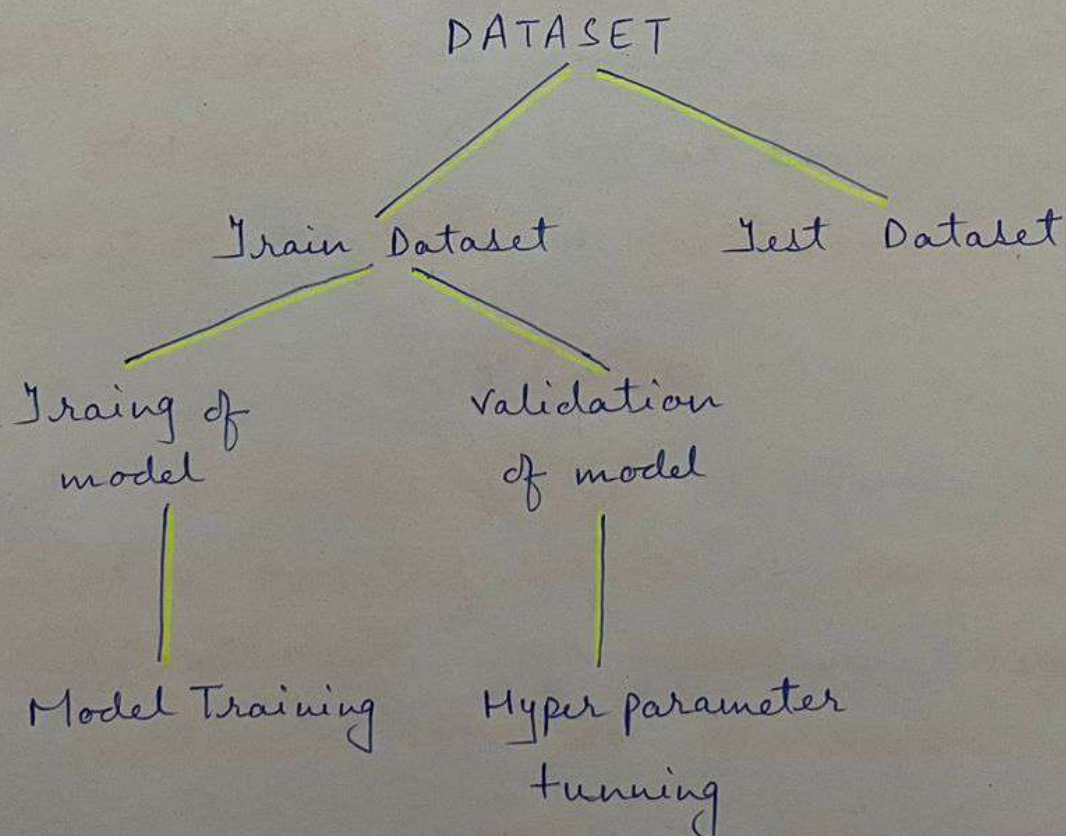 DATASET
Train Dataset
Test Dataset
Traing of
model
validation
of model
Model Training
Hyper parameter
tunning